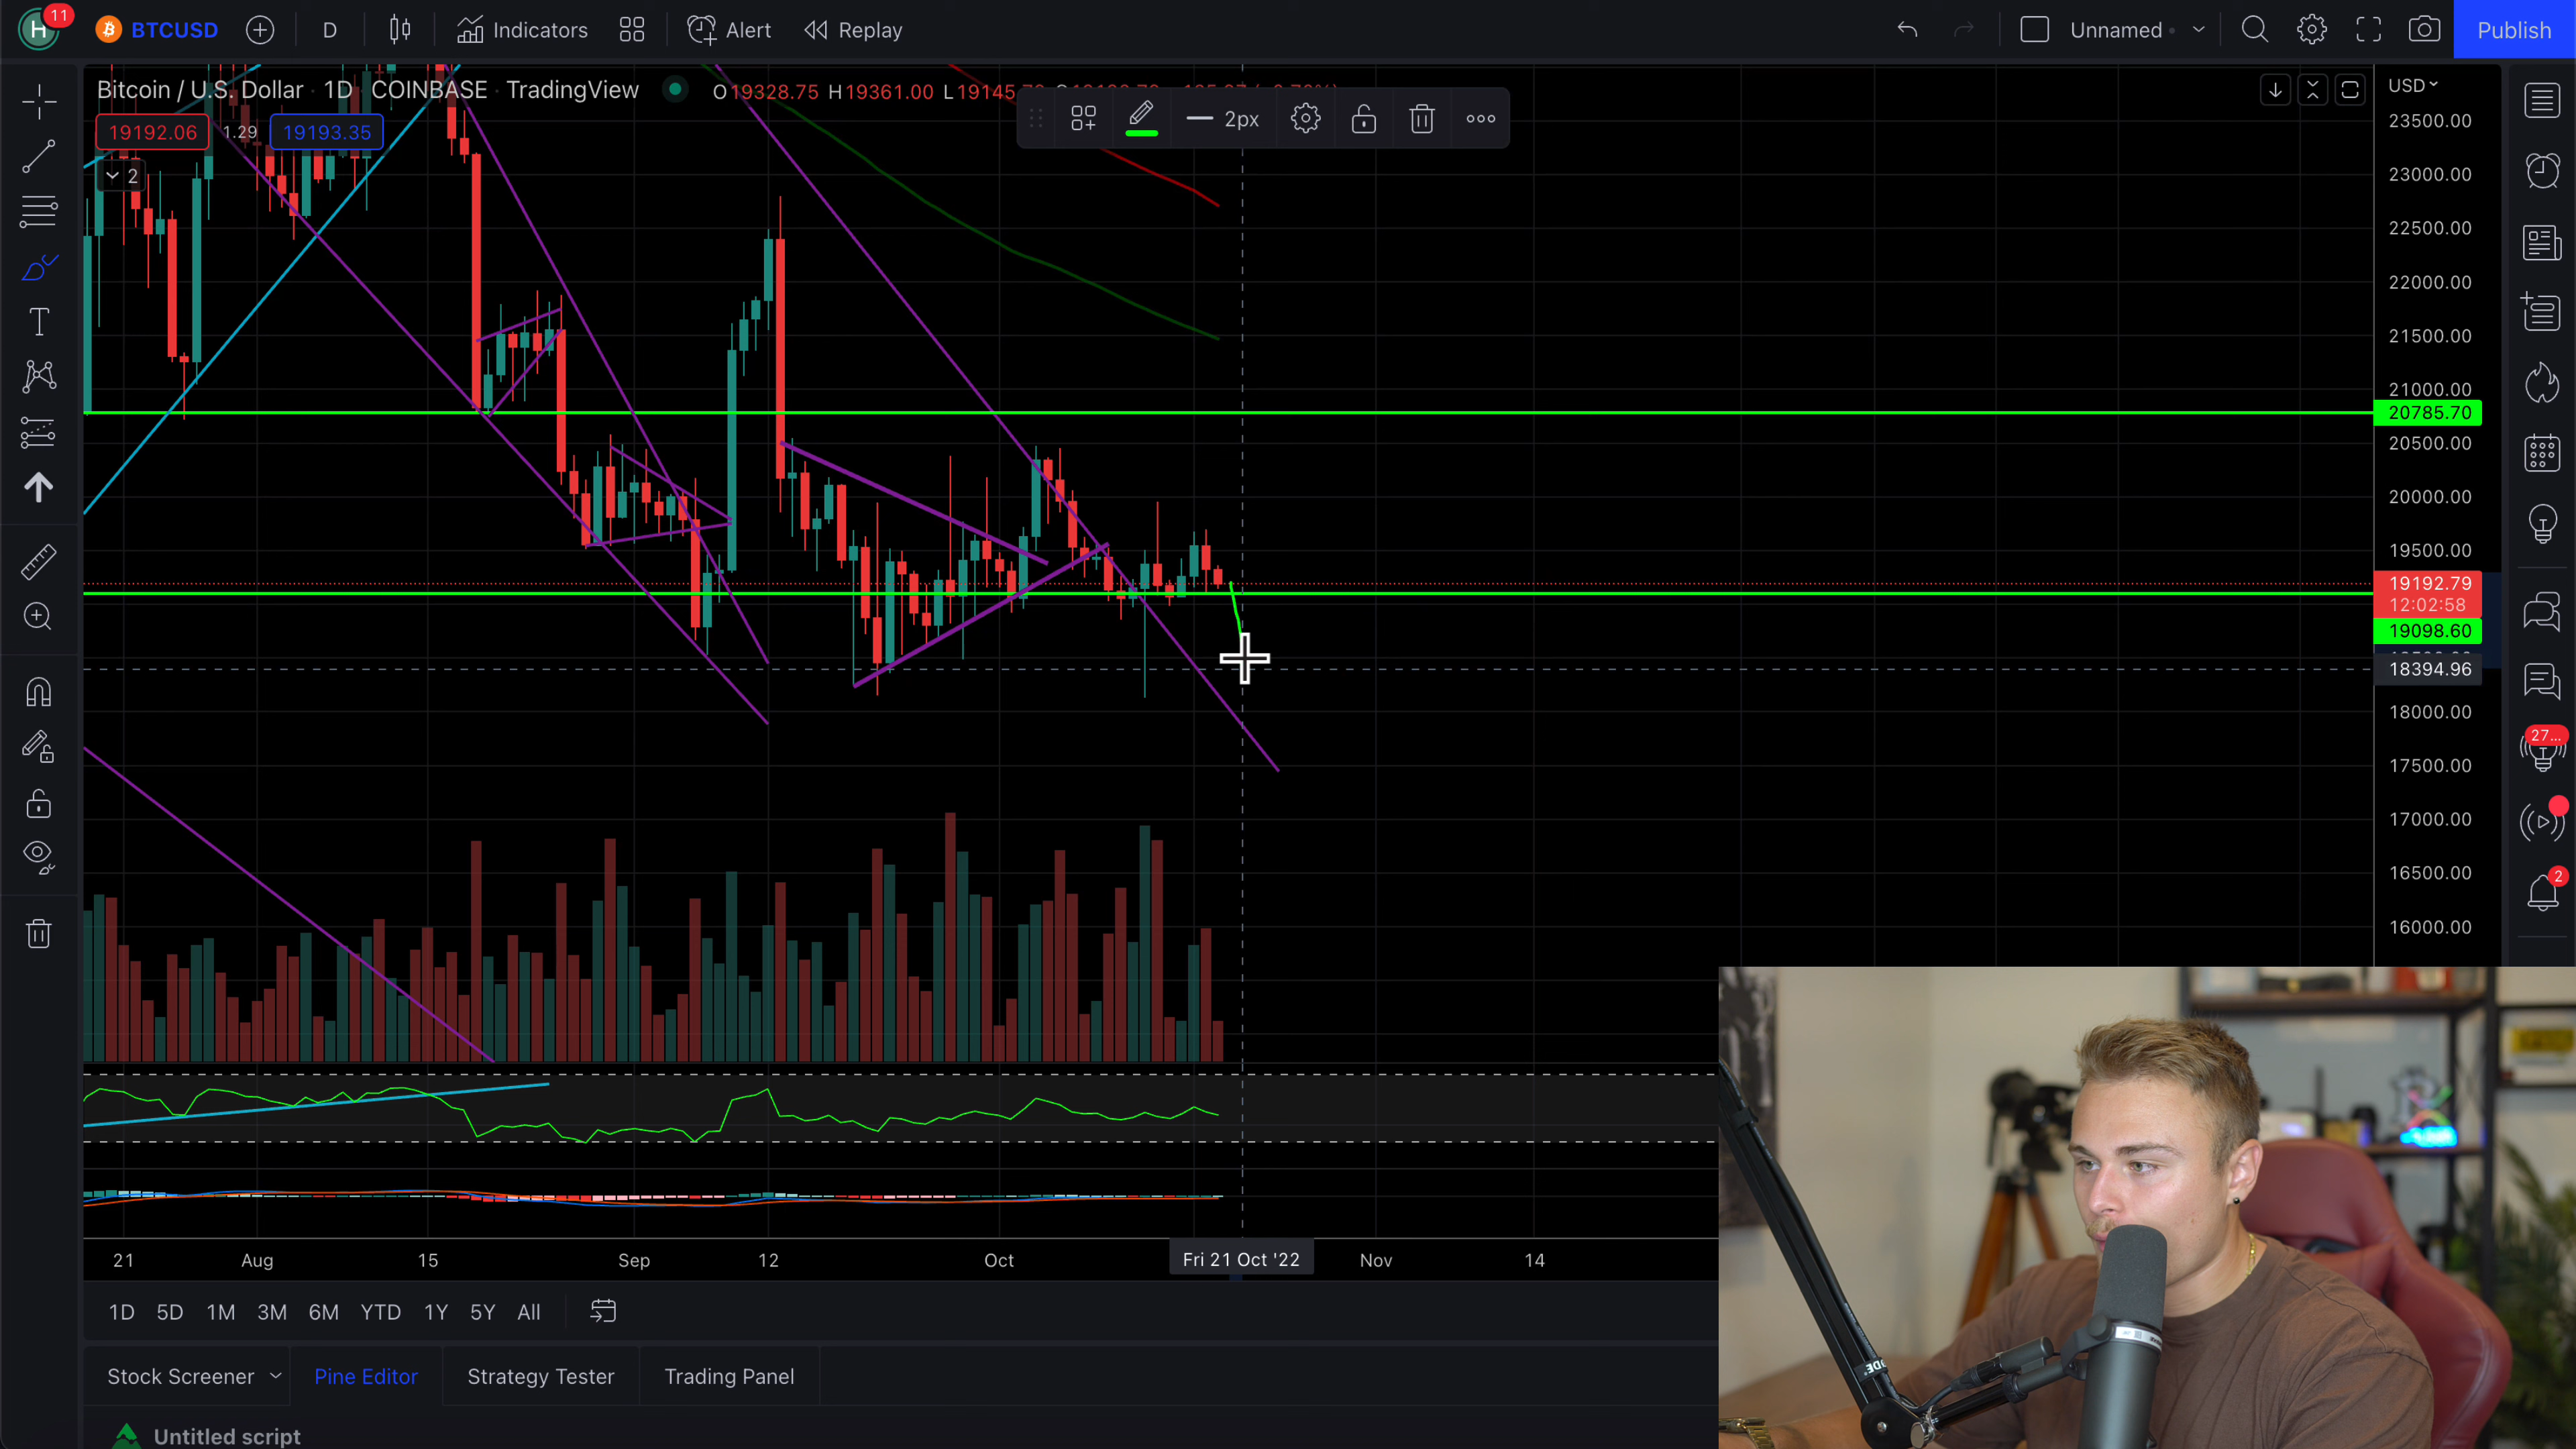 H 11 BTCUSD D Indicators Alert Replay Unnamed Publish
Bitcoin / U.S. Dollar · 1D · COINBASE · TradingView O19328.75 H19361.00 L19145
USD
19192.06 1.29 19193.35
2px
2
23500.00
23000.00
22500.00
22000.00
21500.00
21000.00
20785.70
20500.00
20000.00
19500.00
19192.79
12:02:58
19098.60
18394.96
18000.00
17500.00
17000.00
16500.00
16000.00
27...
2
21 Aug 15 Sep 12 Oct Fri 21 Oct '22 Nov 14
1D 5D 1M 3M 6M YTD 1Y 5Y All
Stock Screener Pine Editor Strategy Tester Trading Panel
Untitled script